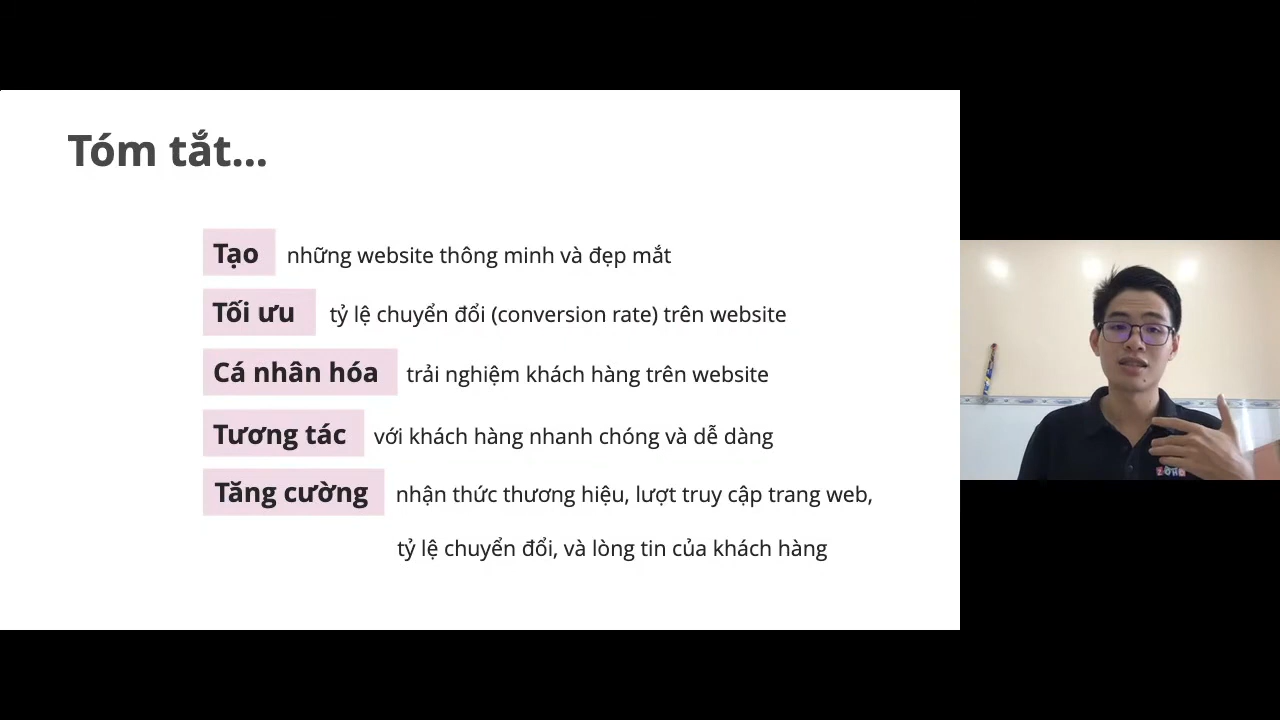 Tóm tắt...
Tạo những website thông minh và đẹp mắt
Tối ưu tỷ lệ chuyển đổi (conversion rate) trên website
Cá nhân hóa trải nghiệm khách hàng trên website
Tương tác với khách hàng nhanh chóng và dễ dàng
Tăng cường nhận thức thương hiệu, lượt truy cập trang web,
tỷ lệ chuyển đổi, và lòng tin của khách hàng
ZOHO